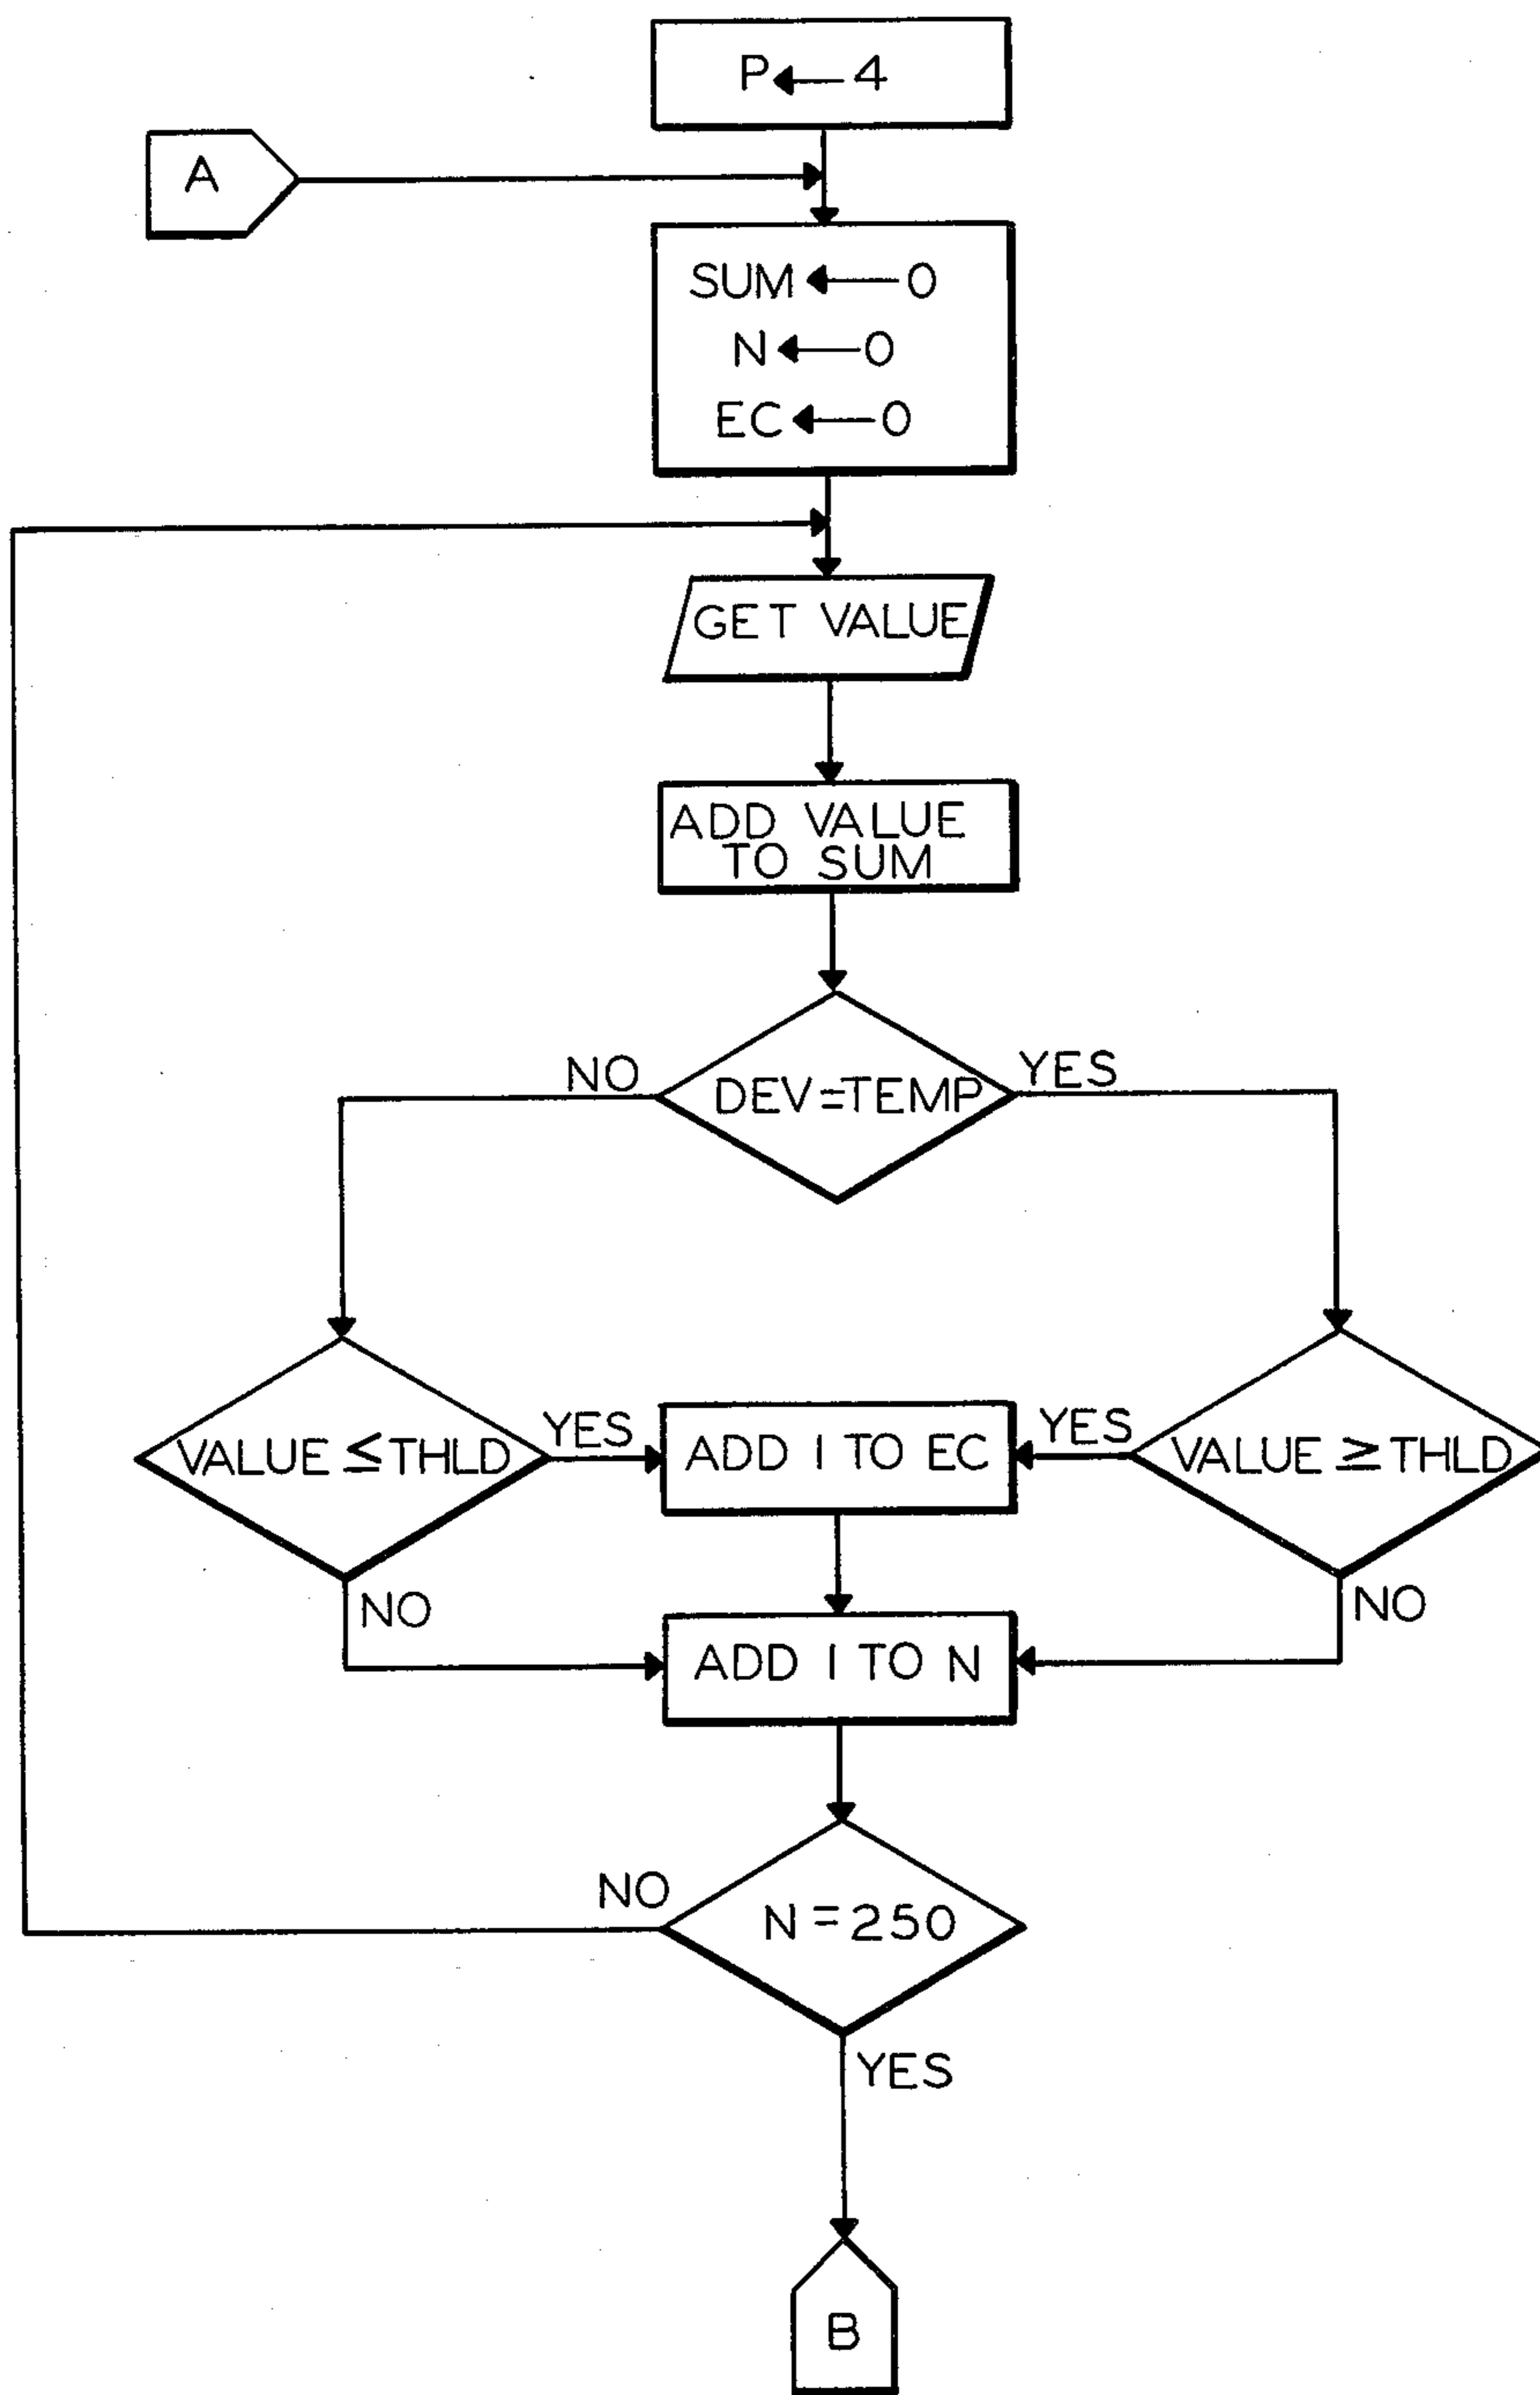 P ← 4
A
SUM ← 0
N ← 0
EC ← 0
GET VALUE
ADD VALUE
TO SUM
NO
YES
DEV=TEMP
YES
YES
VALUE ≤ THLD
ADD 1 TO EC
VALUE ≥ THLD
NO
NO
ADD 1 TO N
NO
N=250
YES
B